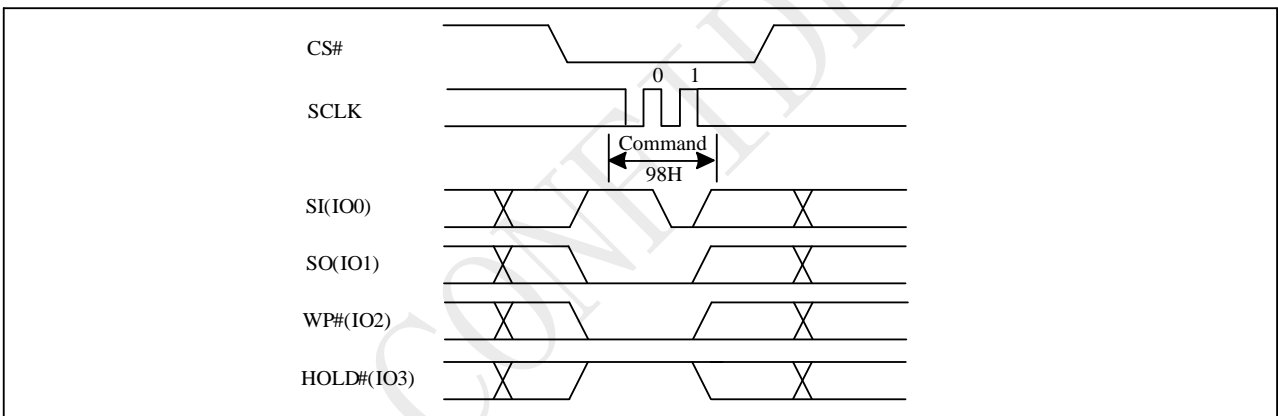 CS#
0 1
SCLK
Command
98H
SI(IO0)
SO(IO1)
WP#(IO2)
HOLD#(IO3)